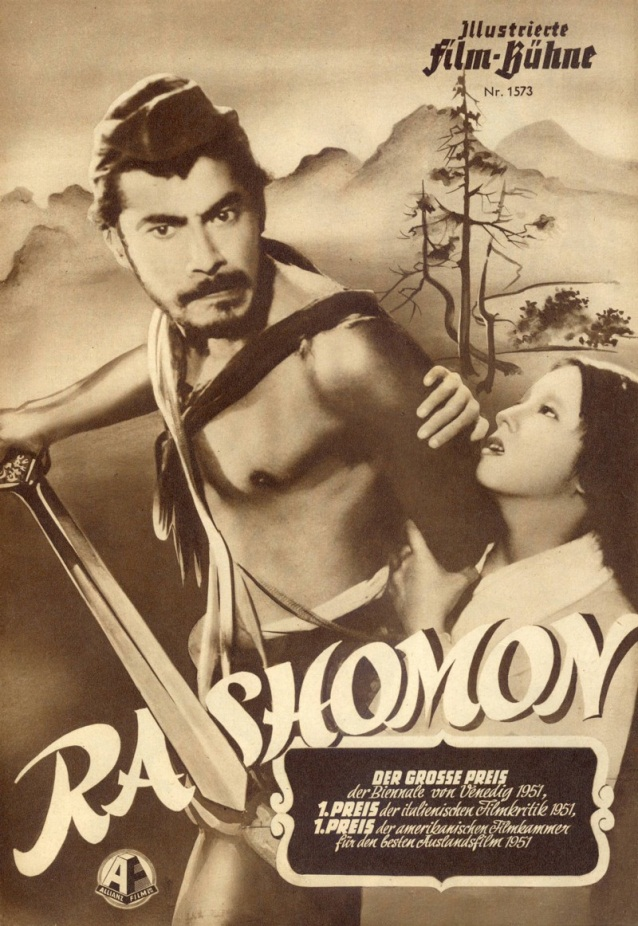 Illustrierte
Film-Bühne
Nr. 1573
RASHOMON
DER GROSSE PREIS
der Biennale von Venedig 1951,
1. PREIS der italienischen Filmkritik 1951,
1. PREIS der amerikanischen Filmkammer
für den besten Auslandsfilm 1951
AF
ALLIANZ FILM